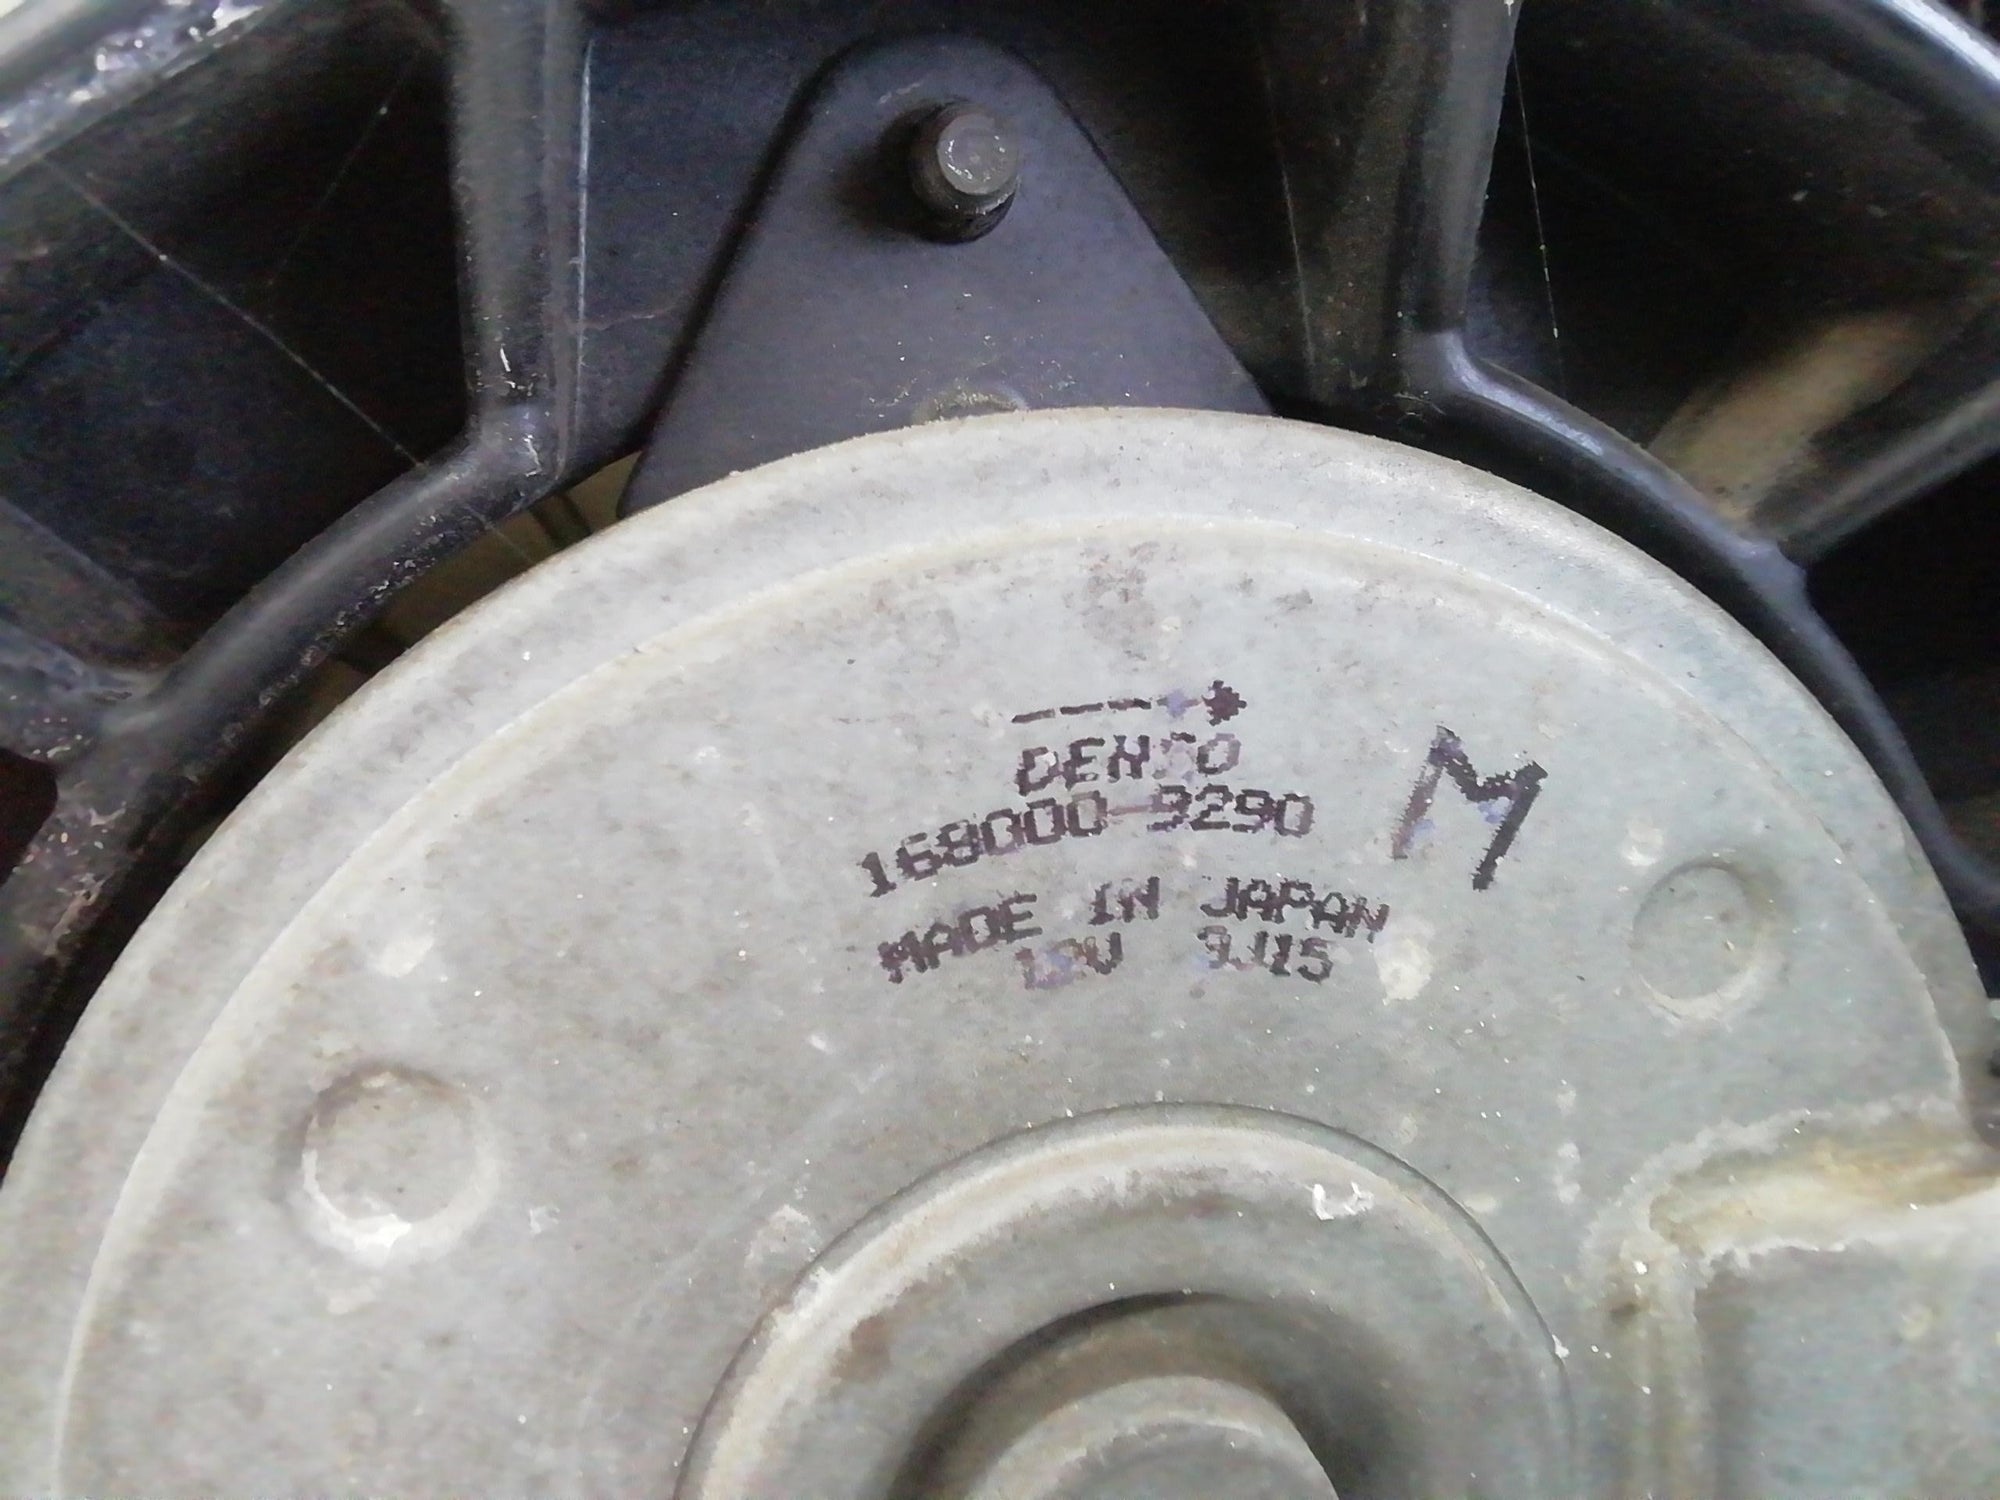 DENSO
168000-9290
M
MADE IN JAPAN
12V 9J15